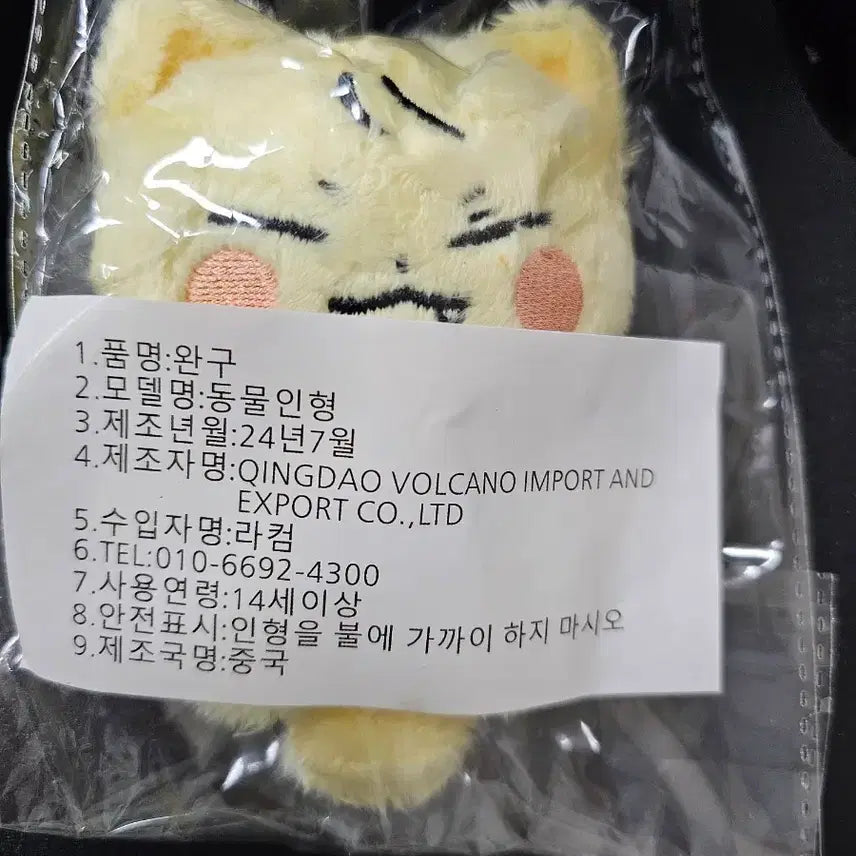 1.품명:완구
2.모델명:동물인형
3.제조년월:24년7월
4.제조자명:QINGDAO VOLCANO IMPORT AND
EXPORT CO.,LTD
5.수입자명:라컴
6.TEL:010-6692-4300
7.사용연령:14세이상
8.안전표시:인형을 불에 가까이 하지 마시오
9.제조국명:중국